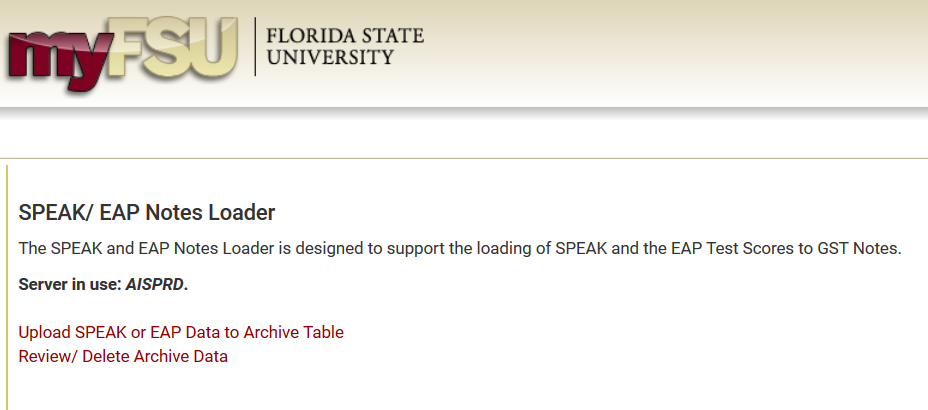 myFSU
FLORIDA STATE
UNIVERSITY
SPEAK/ EAP Notes Loader
The SPEAK and EAP Notes Loader is designed to support the loading of SPEAK and the EAP Test Scores to GST Notes.
Server in use: AISPRD.
Upload SPEAK or EAP Data to Archive Table
Review/ Delete Archive Data